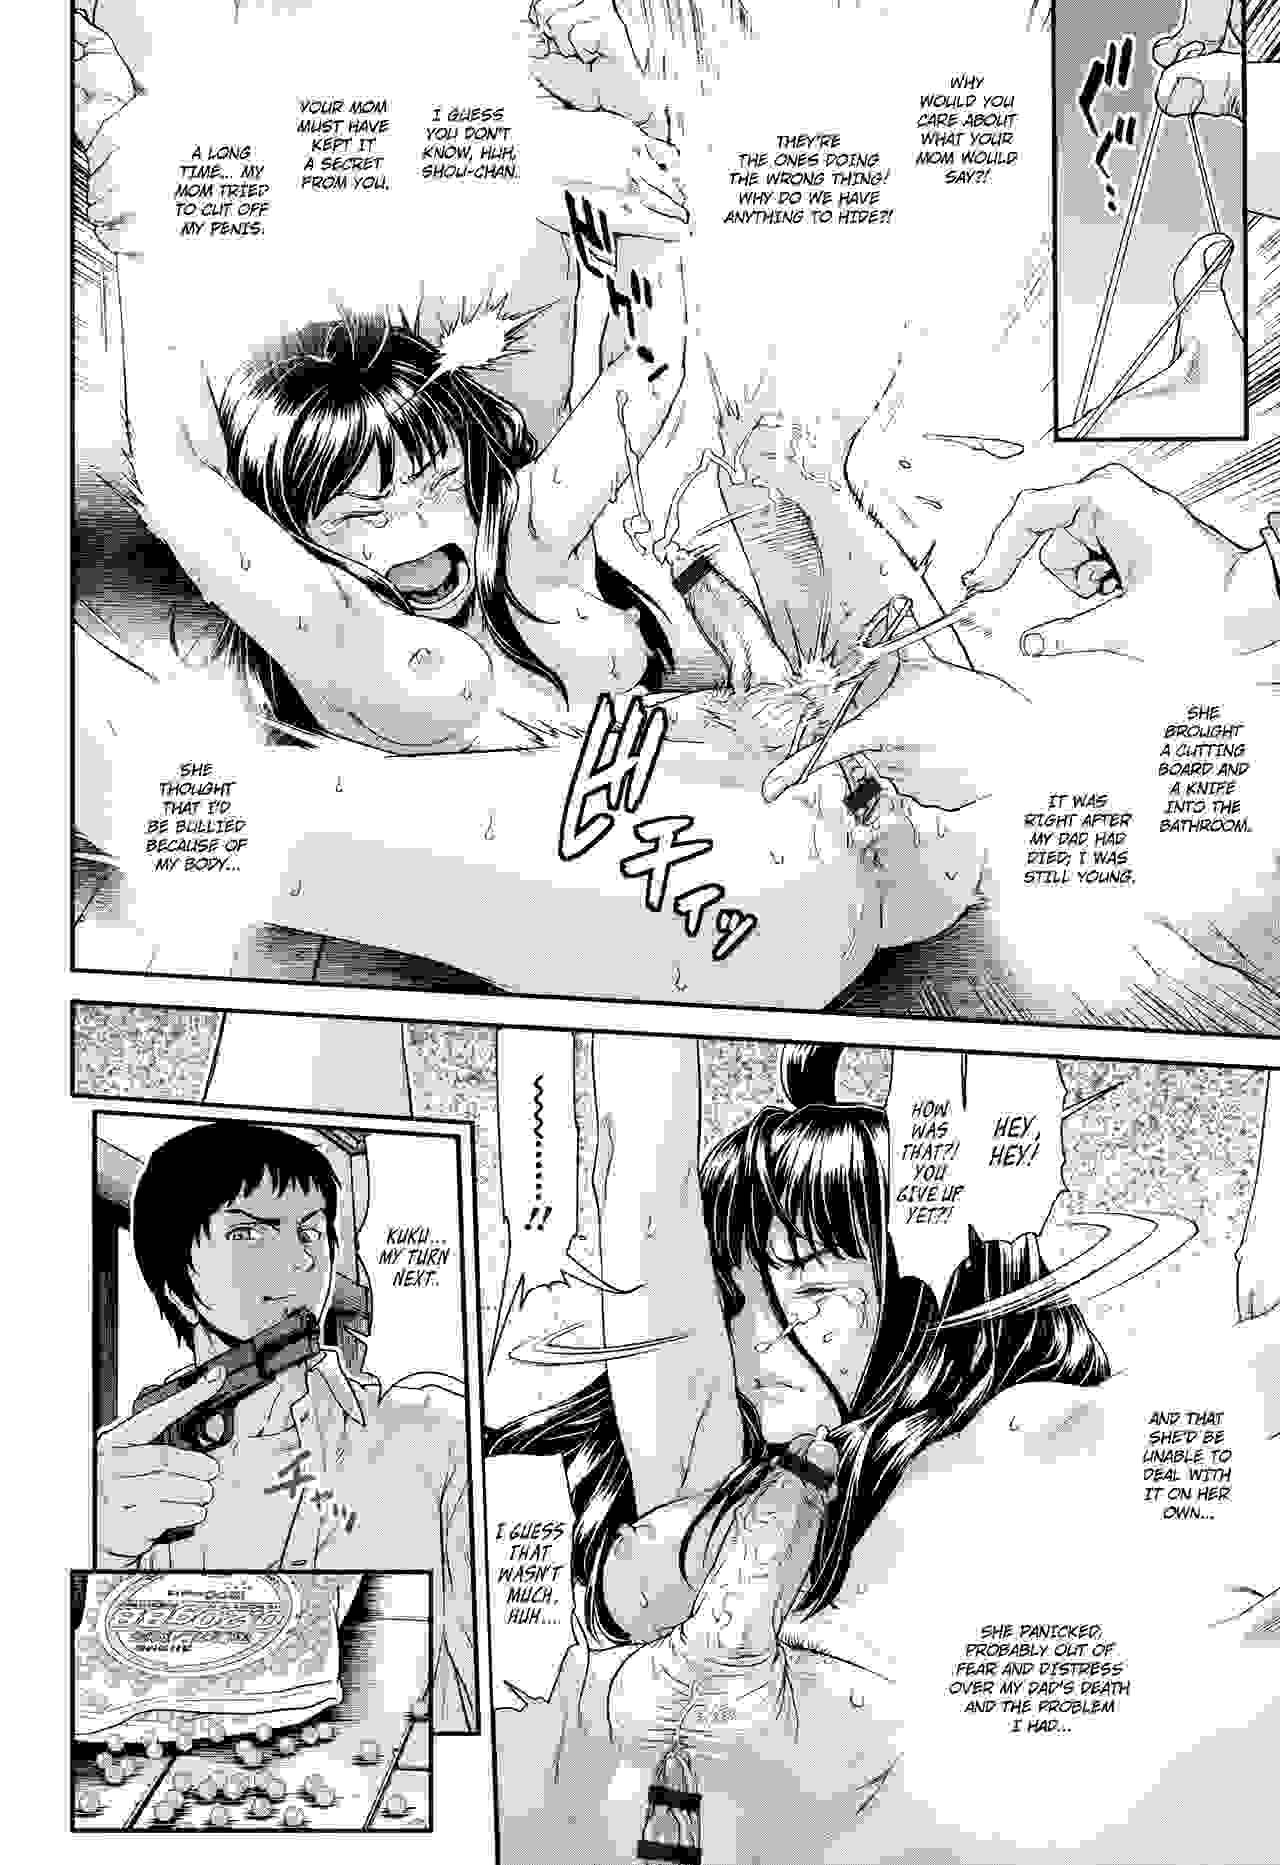 WHY
WOULD YOU
CARE ABOUT
WHAT YOUR
MOM WOULD
SAY?!
THEY'RE
THE ONES DOING
THE WRONG THING!
WHY DO WE HAVE
ANYTHING TO HIDE?!
I GUESS
YOU DON'T
KNOW, HUH,
SHOU-CHAN.
YOUR MOM
MUST HAVE
KEPT IT
A SECRET
FROM YOU.
A LONG
TIME... MY
MOM TRIED
TO CUT OFF
MY PENIS.
SHE
BROUGHT
A CUTTING
BOARD AND
A KNIFE
INTO THE
BATHROOM.
IT WAS
RIGHT AFTER
MY DAD HAD
DIED; I WAS
STILL YOUNG.
SHE
THOUGHT
THAT I'D
BE BULLIED
BECAUSE OF
MY BODY...
HEY,
HEY!
HOW
WAS
THAT?!
YOU
GIVE UP
YET?!
!!
AND THAT
SHE'D BE
UNABLE TO
DEAL WITH
IT ON HER
OWN...
SHE PANICKED,
PROBABLY OUT OF
FEAR AND DISTRESS
OVER MY DAD'S DEATH
AND THE PROBLEM
I HAD...
I GUESS
THAT
WASN'T
MUCH,
HUH....
KUKU...
MY TURN
NEXT.
チャッ